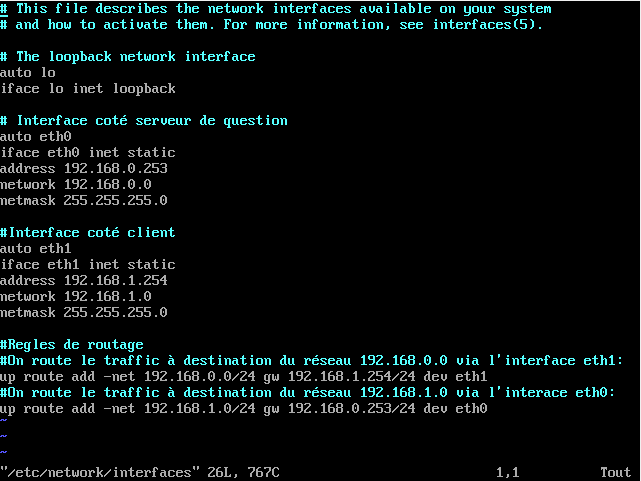 # This file describes the network interfaces available on your system
# and how to activate them. For more information, see interfaces(5).
# The loopback network interface
auto lo
iface lo inet loopback
# Interface coté serveur de question
auto eth0
iface eth0 inet static
address 192.168.0.253
network 192.168.0.0
netmask 255.255.255.0
#Interface coté client
auto eth1
iface eth1 inet static
address 192.168.1.254
network 192.168.1.0
netmask 255.255.255.0
#Regles de routage
#On route le traffic à destination du réseau 192.168.0.0 via l'interface eth1:
up route add -net 192.168.0.0/24 gw 192.168.1.254/24 dev eth1
#On route le traffic à destination du réseau 192.168.1.0 via l'interace eth0:
up route add -net 192.168.1.0/24 gw 192.168.0.253/24 dev eth0
~
~
~
"/etc/network/interfaces" 26L, 767C 1,1 Tout